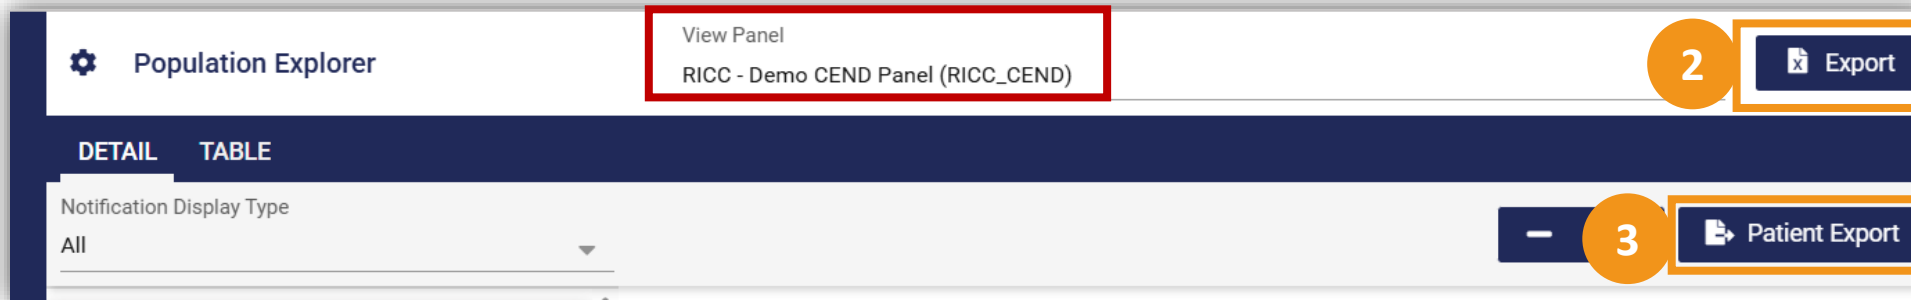 Population Explorer
View Panel
RICC - Demo CEND Panel (RICC_CEND)
2
Export
DETAIL TABLE
Notification Display Type
All
3
Patient Export